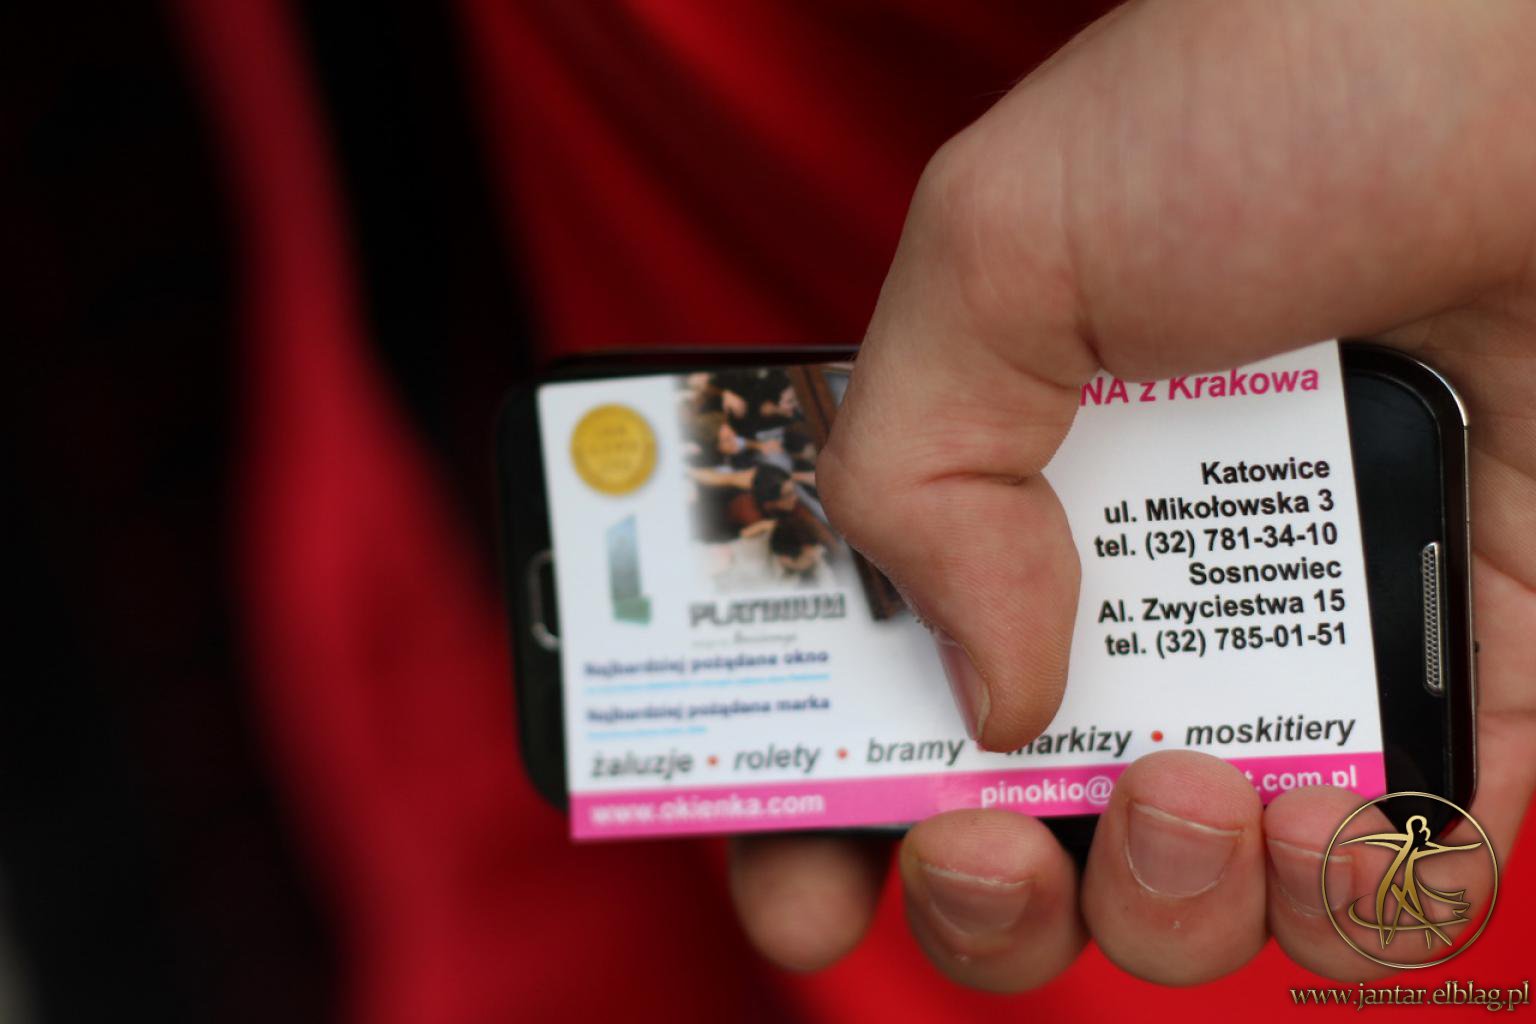 NA z Krakowa
Katowice
ul. Mikołowska 3
tel. (32) 781-34-10
Sosnowiec
Al. Zwyciestwa 15
tel. (32) 785-01-51
PLATINIUM
Najbardziej pożądane okno
Najbardziej pożądana marka
żaluzje • rolety • bramy • markizy • moskitiery
www.okienka.com pinokio@ t.com.pl
www.jantar.elblag.pl